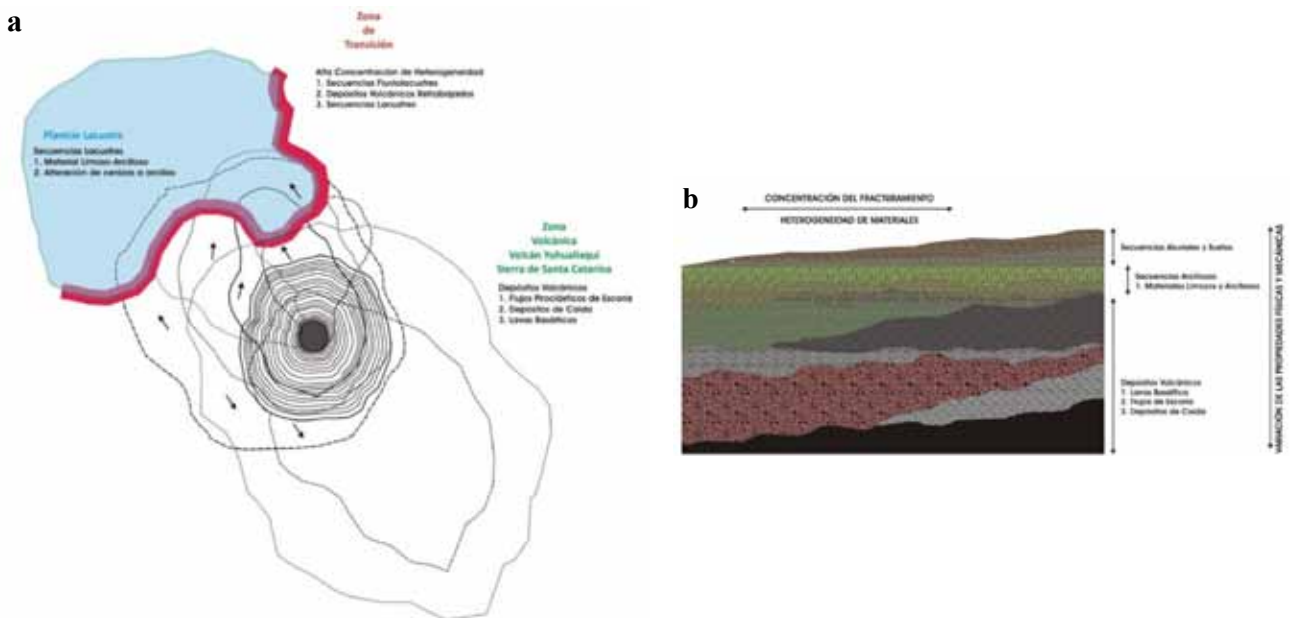 a
Zona
de
Transición
Alta Concentración de Heterogeneidad
1. Secuencias Fluviolacustres
2. Depósitos Volcánicos Retrabajados
3. Secuencias Lacustres
Planicie Lacustre
Secuencias Lacustres
1. Material Limoso-Arcilloso
2. Alteración de cenizas a arcillas
Zona
Volcánica
Volcán Yuhualixqui
Sierra de Santa Catarina
Depósitos Volcánicos
1. Flujos Piroclásticos de Escoria
2. Depósitos de Caída
3. Lavas Basálticas
b
CONCENTRACIÓN DEL FRACTURAMIENTO
HETEROGENEIDAD DE MATERIALES
Secuencias Aluviales y Suelos
Secuencias Arcillosas
1. Materiales Limosos y Arcillosos
Depósitos Volcánicos
1. Lavas Basálticas
2. Flujos de Escoria
3. Depósitos de Caída
VARIACIÓN DE LAS PROPIEDADES FÍSICAS Y MECÁNICAS